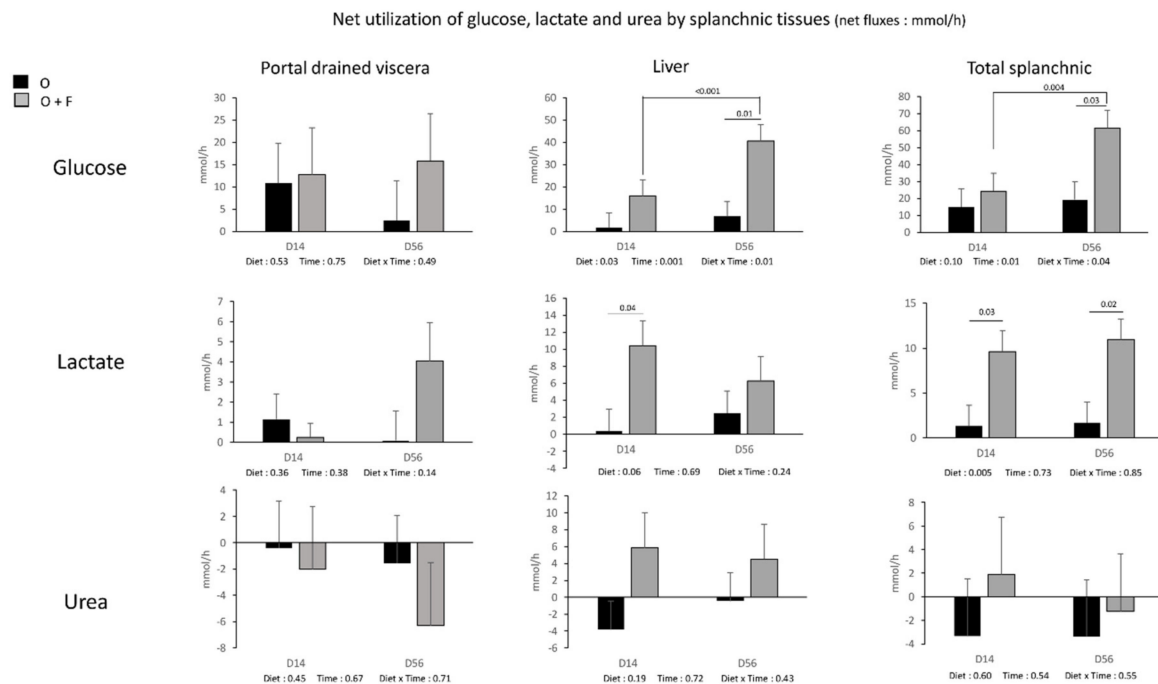 Net utilization of glucose, lactate and urea by splanchnic tissues (net fluxes : mmol/h)
O
O + F
Portal drained viscera
Liver
Total splanchnic
Glucose
mmol/h
30
25
20
15
10
5
0
D14 D56
Diet : 0.53 Time : 0.75 Diet x Time : 0.49
mmol/h
60
50
40
30
20
10
0
<0.001
0.01
D14 D56
Diet : 0.03 Time : 0.001 Diet x Time : 0.01
mmol/h
80
70
60
50
40
30
20
10
0
0.004
0.03
D14 D56
Diet : 0.10 Time : 0.01 Diet x Time : 0.04
Lactate
mmol/h
7
6
5
4
3
2
1
0
D14 D56
Diet : 0.36 Time : 0.38 Diet x Time : 0.14
mmol/h
16
14
12
10
8
6
4
2
0
-2
-4
0.04
D14 D56
Diet : 0.06 Time : 0.69 Diet x Time : 0.24
mmol/h
15
10
5
0
0.03
0.02
D14 D56
Diet : 0.005 Time : 0.73 Diet x Time : 0.85
Urea
mmol/h
4
2
0
-2
-4
-6
-8
D14 D56
Diet : 0.45 Time : 0.67 Diet x Time : 0.71
mmol/h
12
10
8
6
4
2
0
-2
-4
-6
D14 D56
Diet : 0.19 Time : 0.72 Diet x Time : 0.43
mmol/h
8
6
4
2
0
-2
-4
D14 D56
Diet : 0.60 Time : 0.54 Diet x Time : 0.55